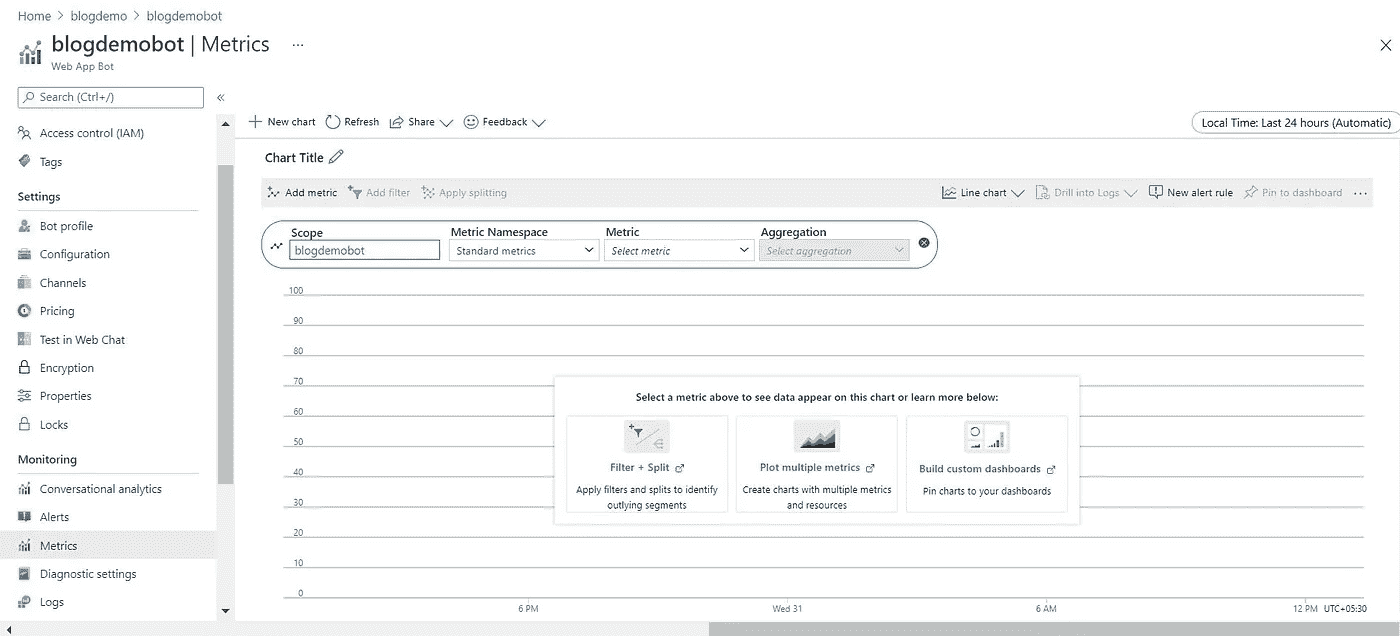 Home > blogdemo > blogdemobot
blogdemobot | Metrics ...
Web App Bot
Search (Ctrl+/)
«
Access control (IAM)
Tags
Settings
Bot profile
Configuration
Channels
Pricing
Test in Web Chat
Encryption
Properties
Locks
Monitoring
Conversational analytics
Alerts
Metrics
Diagnostic settings
Logs
New chart Refresh Share Feedback
Local Time: Last 24 hours (Automatic)
Chart Title
Add metric Add filter Apply splitting
Line chart Drill into Logs New alert rule Pin to dashboard ...
Scope Metric Namespace Metric Aggregation
blogdemobot Standard metrics Select metric Select aggregation
100
90
80
70
60
50
40
30
20
10
0
Select a metric above to see data appear on this chart or learn more below:
Filter + Split
Apply filters and splits to identify
outlying segments
Plot multiple metrics
Create charts with multiple metrics
and resources
Build custom dashboards
Pin charts to your dashboards
6 PM Wed 31 6 AM 12 PM UTC+05:30